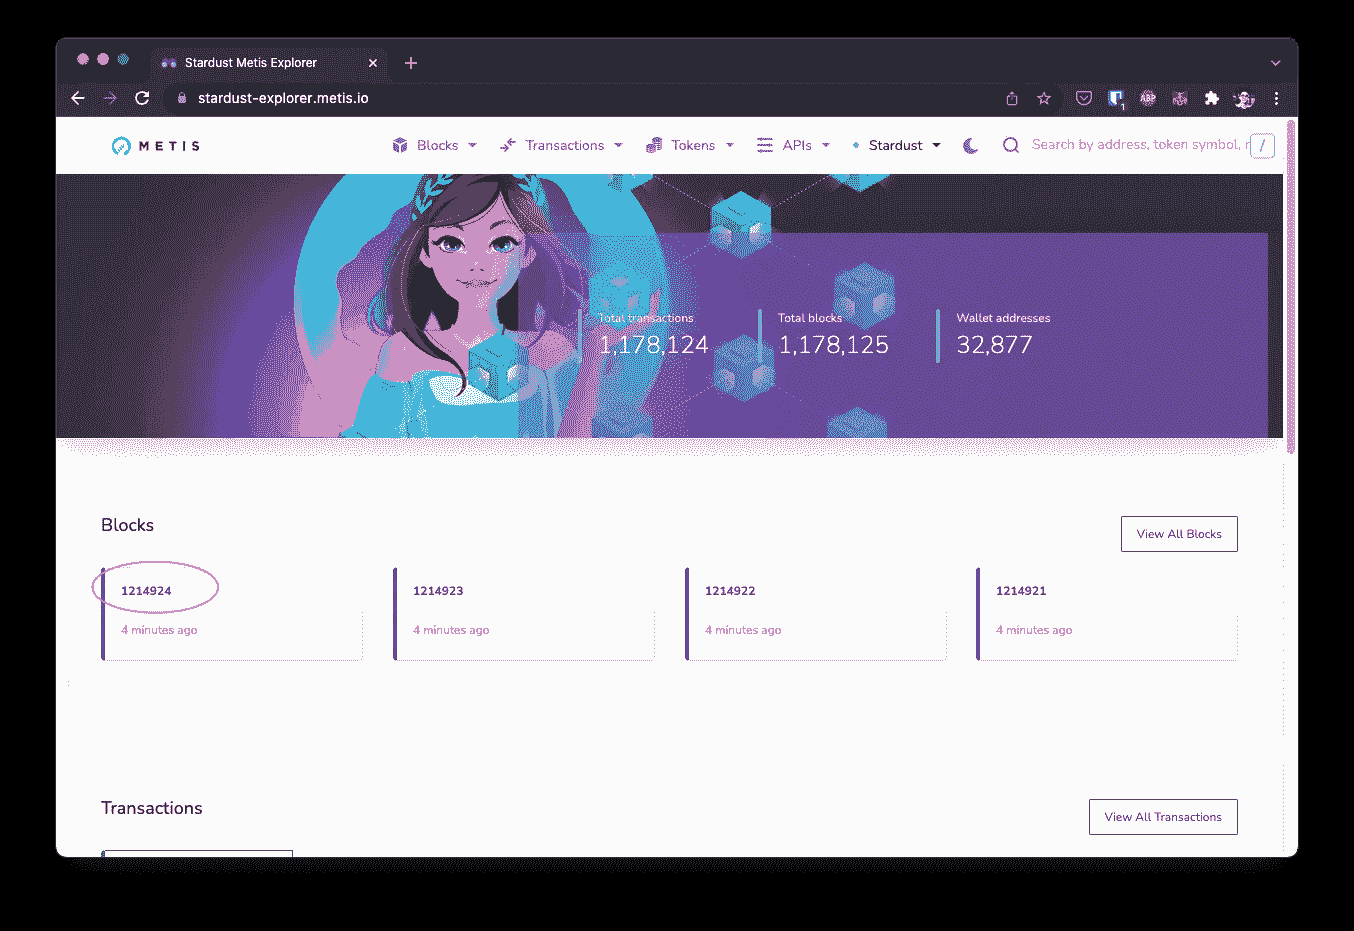 Stardust Metis Explorer
stardust-explorer.metis.io
1
ABP
METIS
Blocks
Transactions
Tokens
APIs
Stardust
Search by address, token symbol,
/
Total transactions
1,178,124
Total blocks
1,178,125
Wallet addresses
32,877
Blocks
View All Blocks
1214924
4 minutes ago
1214923
4 minutes ago
1214922
4 minutes ago
1214921
4 minutes ago
Transactions
View All Transactions